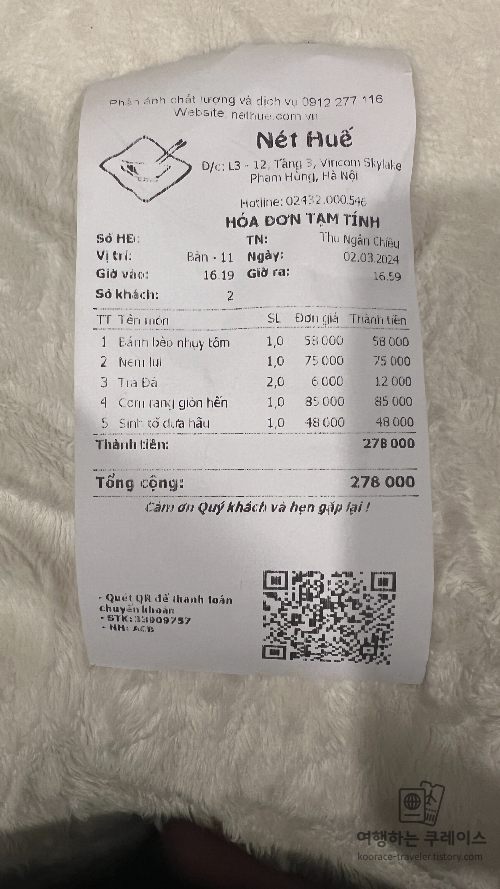 Phản ánh chất lượng và dịch vụ 0912 277 116
Website: nethue.com.vn
Nét Huế
Đ/c: L3 - 12, Tầng 3, Vincom Skylake
Phạm Hùng, Hà Nội
Hotline: 02432.000.546
HÓA ĐƠN TẠM TÍNH
Số HĐ: TN: Thu Ngân Chiều
Vị trí: Bàn - 11 Ngày: 02.03.2024
Giờ vào: 16.19 Giờ ra: 16.59
Số khách: 2
TT Tên món SL Đơn giá Thành tiền
1 Bánh bèo nhụy tôm 1,0 58 000 58 000
2 Nem lụi 1,0 75 000 75 000
3 Trà Đá 2,0 6 000 12 000
4 Cơm rang giòn hến 1,0 85 000 85 000
5 Sinh tố dưa hấu 1,0 48 000 48 000
Thành tiền: 278 000
Tổng cộng: 278 000
Cảm ơn Quý khách và hẹn gặp lại !
- Quét QR để thanh toán
chuyển khoản
- STK: 33909757
- NH: ACB
여행하는 쿠레이스
koorace-traveler.tistory.com